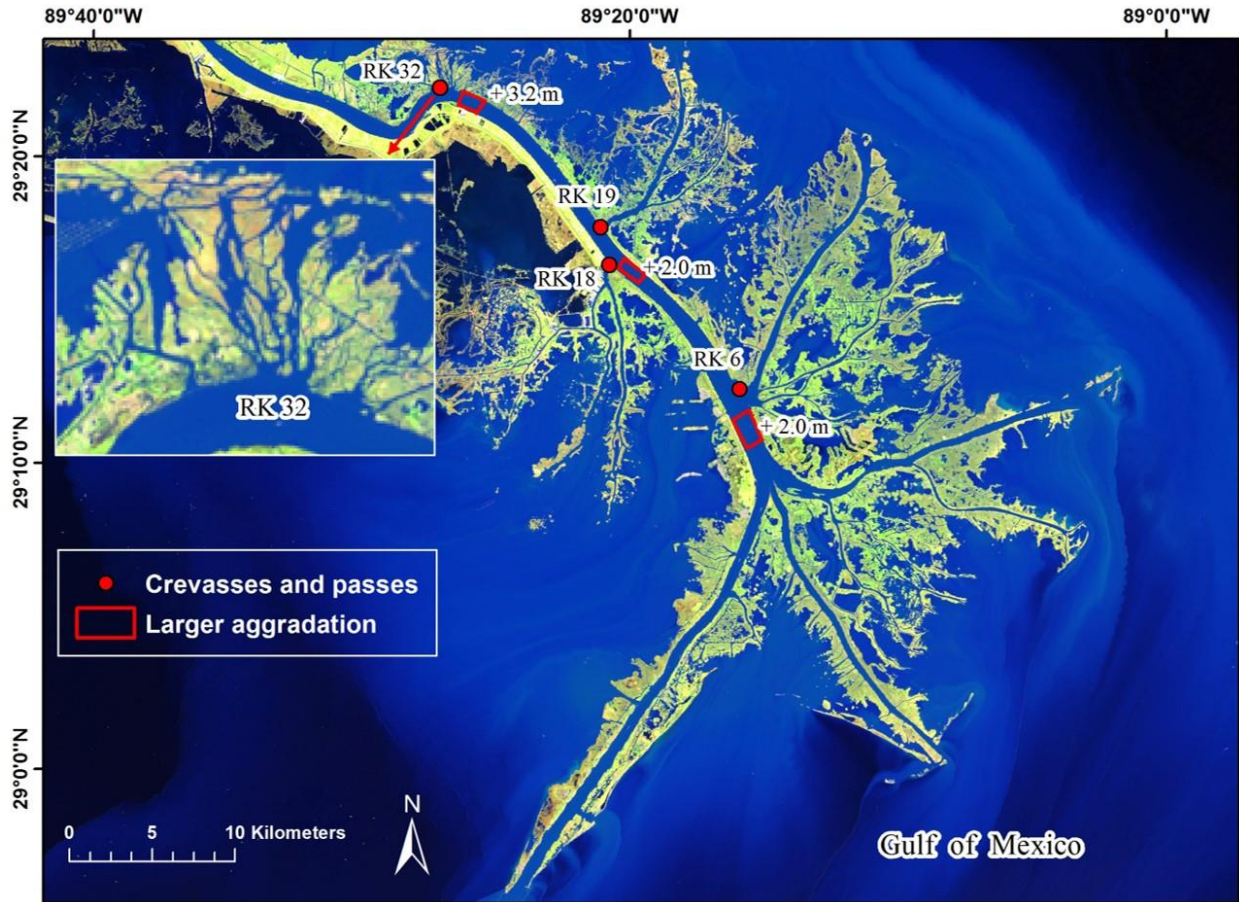 89°40'0"W
89°20'0"W
89°0'0"W
RK 32
+ 3.2 m
29°20'0"N
RK 19
+2.0 m
RK 18
RK 6
RK 32
+ 2.0 m
29°10'0"N
Crevasses and passes
Larger aggradation
29°0'0"N
N
0 5 10 Kilometers
Gulf of Mexico